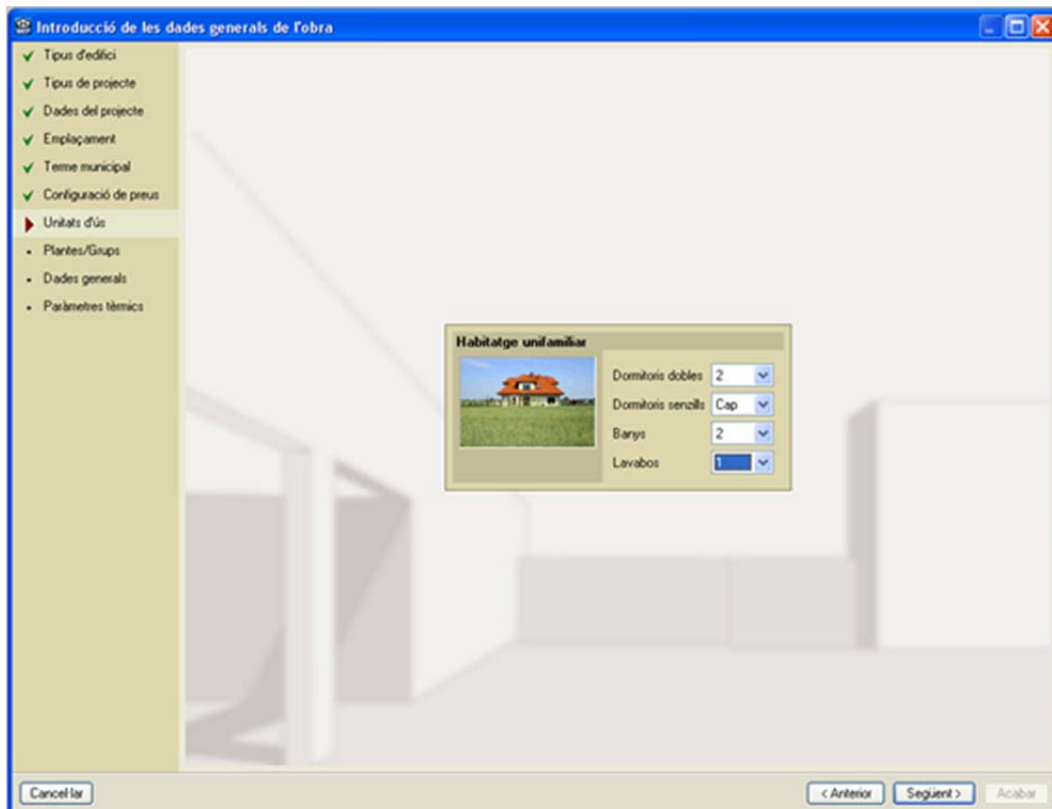 Introducció de les dades generals de l'obra
Tipus d'edifici
Tipus de projecte
Dades del projecte
Emplaçament
Terme municipal
Configuració de preus
Unitats d'ús
Plantes/Grups
Dades generals
Paràmetres tèrmics
Habitatge unifamiliar
Dormitoris dobles 2
Dormitoris senzills Cap
Banys 2
Lavabos 1
Cancel·lar < Anterior Següent > Acabar